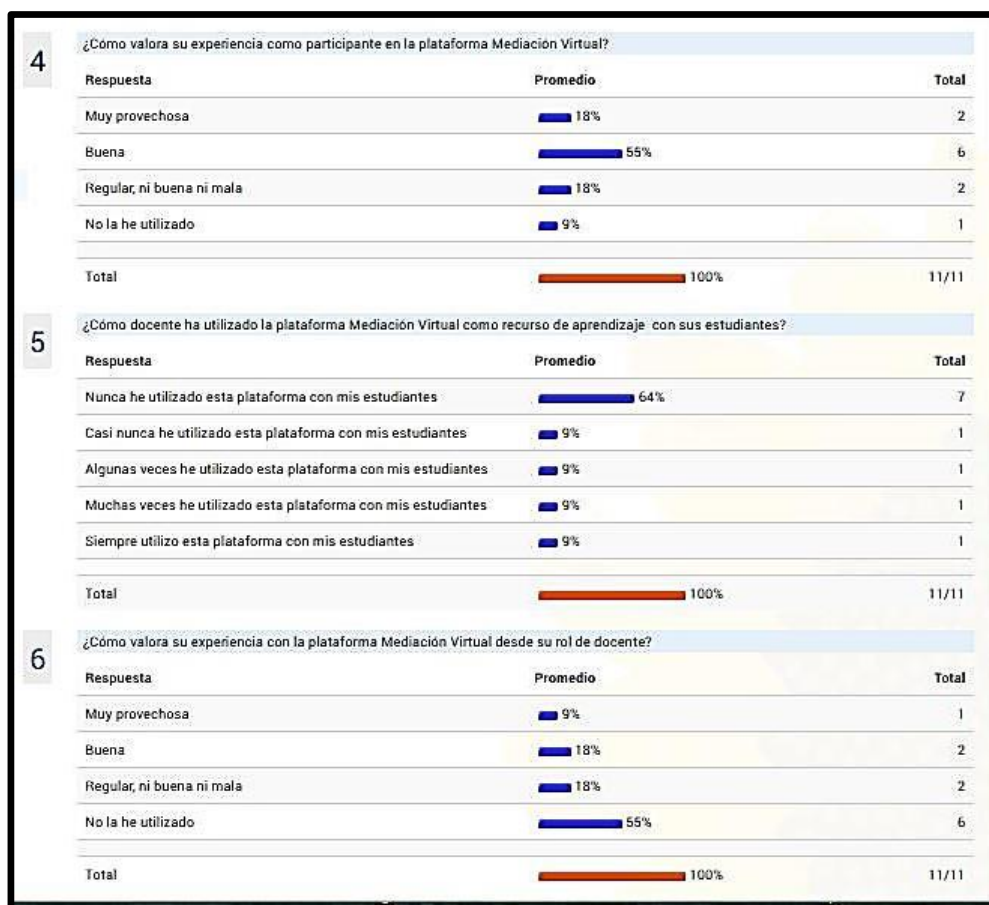 4
¿Cómo valora su experiencia como participante en la plataforma Mediación Virtual?
Respuesta Promedio Total
Muy provechosa 18% 2
Buena 55% 6
Regular, ni buena ni mala 18% 2
No la he utilizado 9% 1
Total 100% 11/11
5
¿Cómo docente ha utilizado la plataforma Mediación Virtual como recurso de aprendizaje con sus estudiantes?
Respuesta Promedio Total
Nunca he utilizado esta plataforma con mis estudiantes 64% 7
Casi nunca he utilizado esta plataforma con mis estudiantes 9% 1
Algunas veces he utilizado esta plataforma con mis estudiantes 9% 1
Muchas veces he utilizado esta plataforma con mis estudiantes 9% 1
Siempre utilizo esta plataforma con mis estudiantes 9% 1
Total 100% 11/11
6
¿Cómo valora su experiencia con la plataforma Mediación Virtual desde su rol de docente?
Respuesta Promedio Total
Muy provechosa 9% 1
Buena 18% 2
Regular, ni buena ni mala 18% 2
No la he utilizado 55% 6
Total 100% 11/11